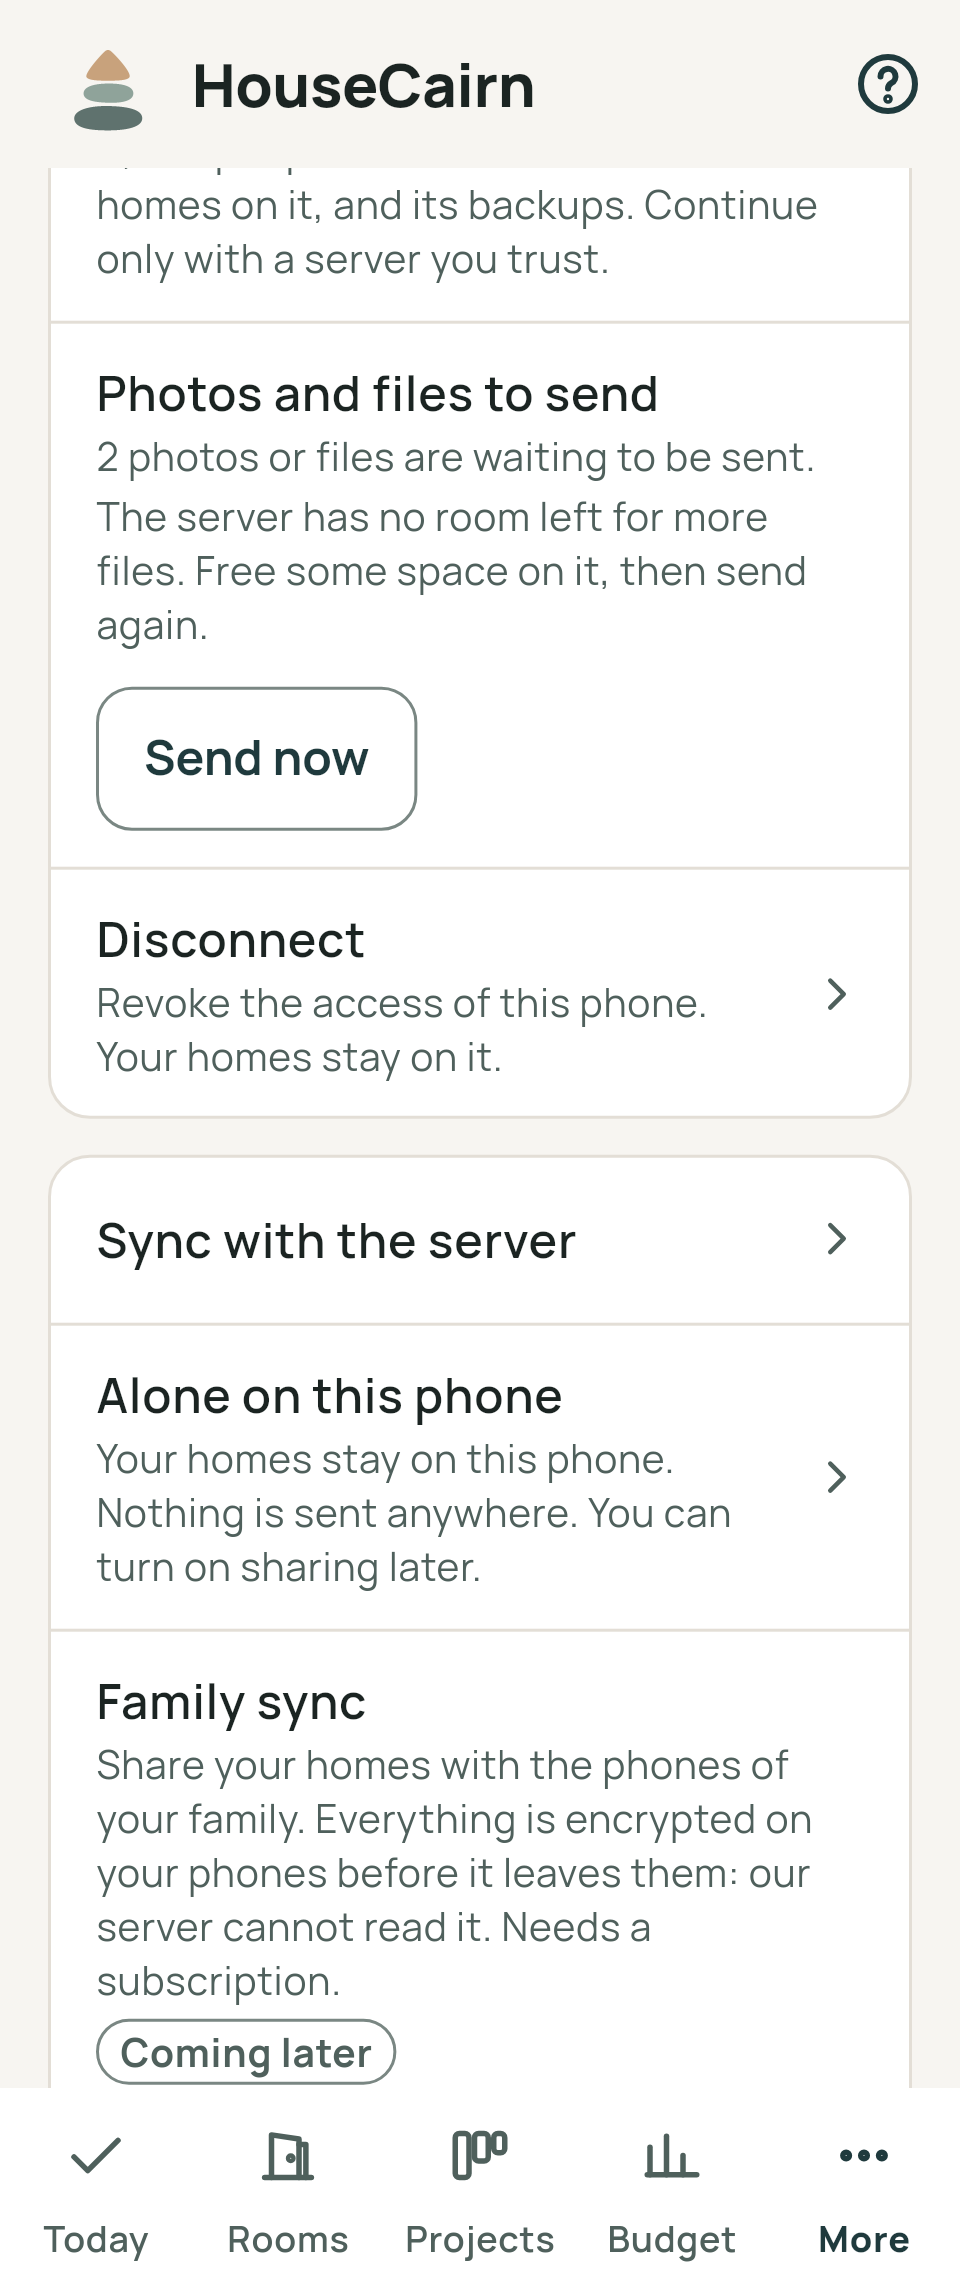 HouseCairn
homes on it, and its backups. Continue
only with a server you trust.
Photos and files to send
2 photos or files are waiting to be sent.
The server has no room left for more
files. Free some space on it, then send
again.
Send now
Disconnect
Revoke the access of this phone.
Your homes stay on it.
Sync with the server
Alone on this phone
Your homes stay on this phone.
Nothing is sent anywhere. You can
turn on sharing later.
Family sync
Share your homes with the phones of
your family. Everything is encrypted on
your phones before it leaves them: our
server cannot read it. Needs a
subscription.
Coming later
Today
Rooms
Projects
Budget
More